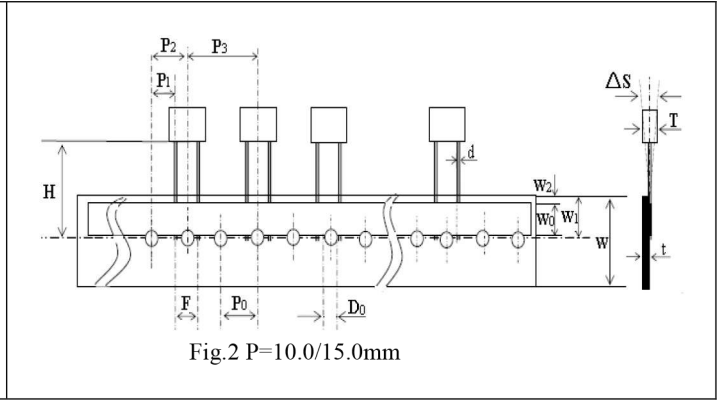 P2 P3
P1
ΔS
T
d
H
W2
W0 W1
W
t
F P0 D0
Fig.2 P=10.0/15.0mm